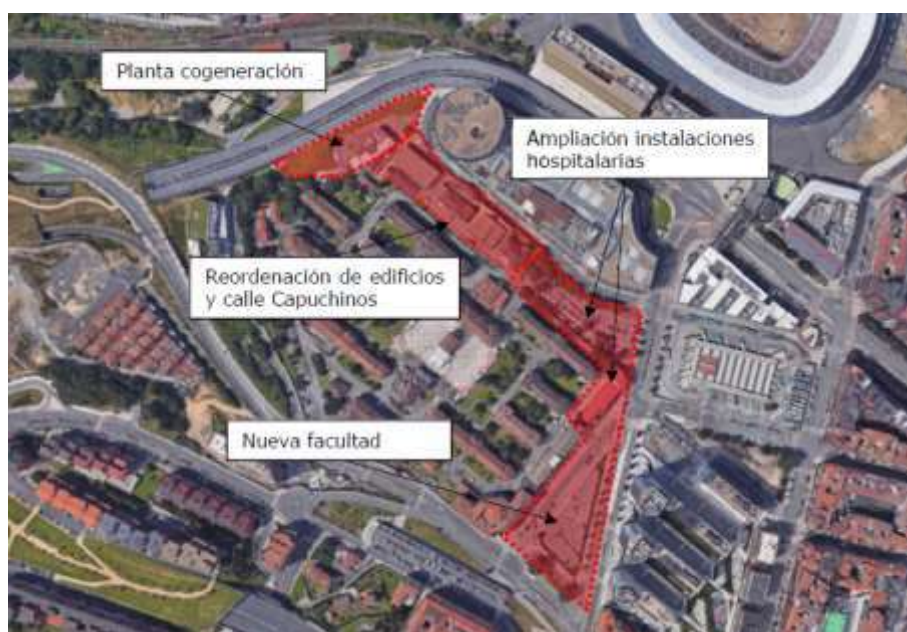 Planta cogeneración
Ampliación instalaciones
hospitalarias
Reordenación de edificios
y calle Capuchinos
Nueva facultad